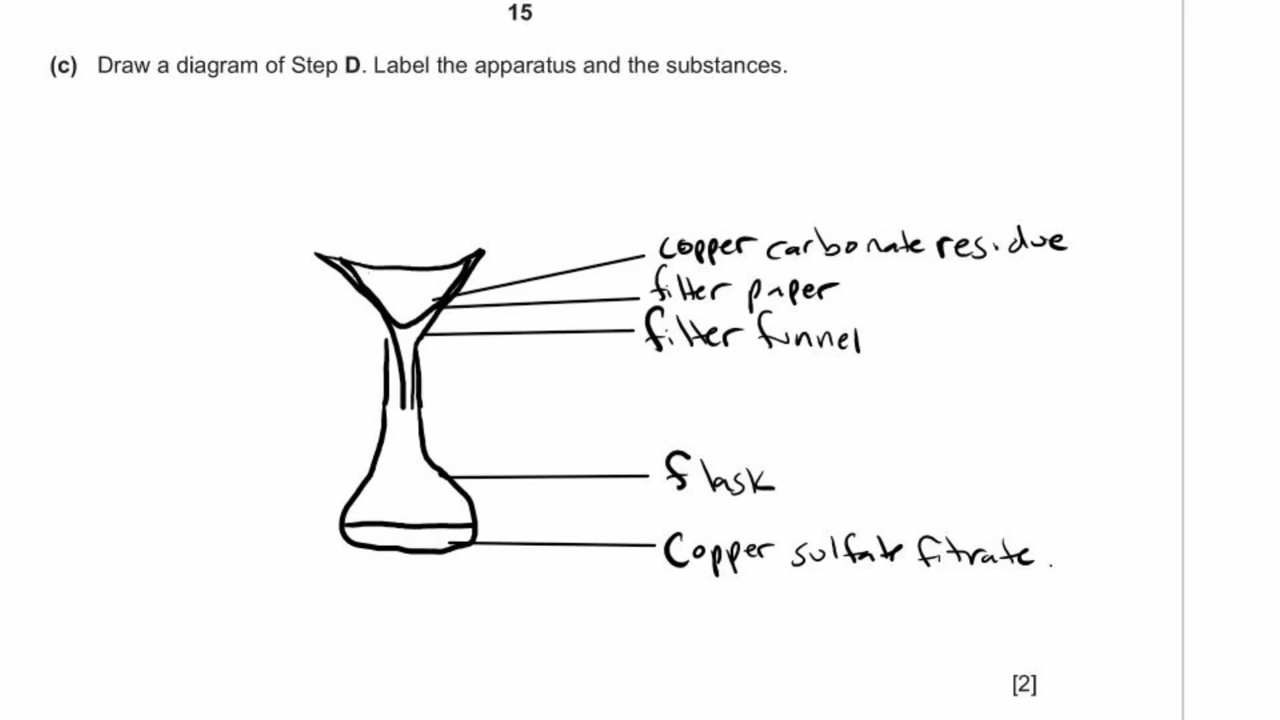 15
(c) Draw a diagram of Step D. Label the apparatus and the substances.
copper carbonate residue
filter paper
filter funnel
flask
Copper sulfate fitrate.
[2]